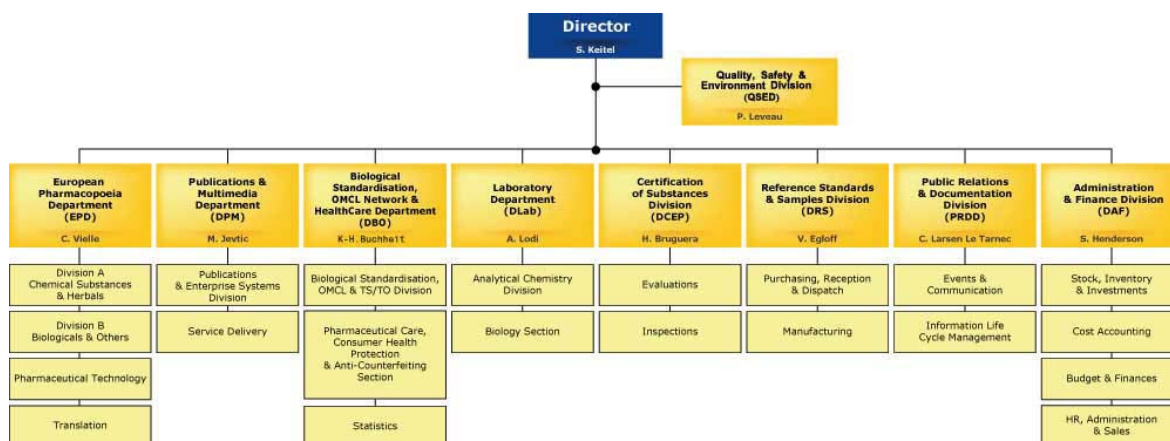 Director
S. Keitel
Quality, Safety &
Environment Division
(QSED)
P. Leveau
European
Pharmacopoeia
Department
(EPD)
C. Vielle
Publications &
Multimedia
Department
(DPM)
M. Jevtic
Biological
Standardisation,
OMCL Network &
HealthCare Department
(DBO)
K-H. Buchheit
Laboratory
Department
(DLab)
A. Lodi
Certification
of Substances
Division
(DCEP)
H. Bruguera
Reference Standards
& Samples Division
(DRS)
V. Egloff
Public Relations
& Documentation
Division
(PRDD)
C. Larsen Le Tarnec
Administration
& Finance Division
(DAF)
S. Henderson
Division A
Chemical Substances
& Herbals
Division B
Biologicals & Others
Pharmaceutical Technology
Translation
Publications
& Enterprise Systems
Division
Service Delivery
Biological Standardisation,
OMCL & TS/TO Division
Pharmaceutical Care,
Consumer Health
Protection
& Anti-Counterfeiting
Section
Statistics
Analytical Chemistry
Division
Biology Section
Evaluations
Inspections
Purchasing, Reception
& Dispatch
Manufacturing
Events &
Communication
Information Life
Cycle Management
Stock, Inventory
& Investments
Cost Accounting
Budget & Finances
HR, Administration
& Sales